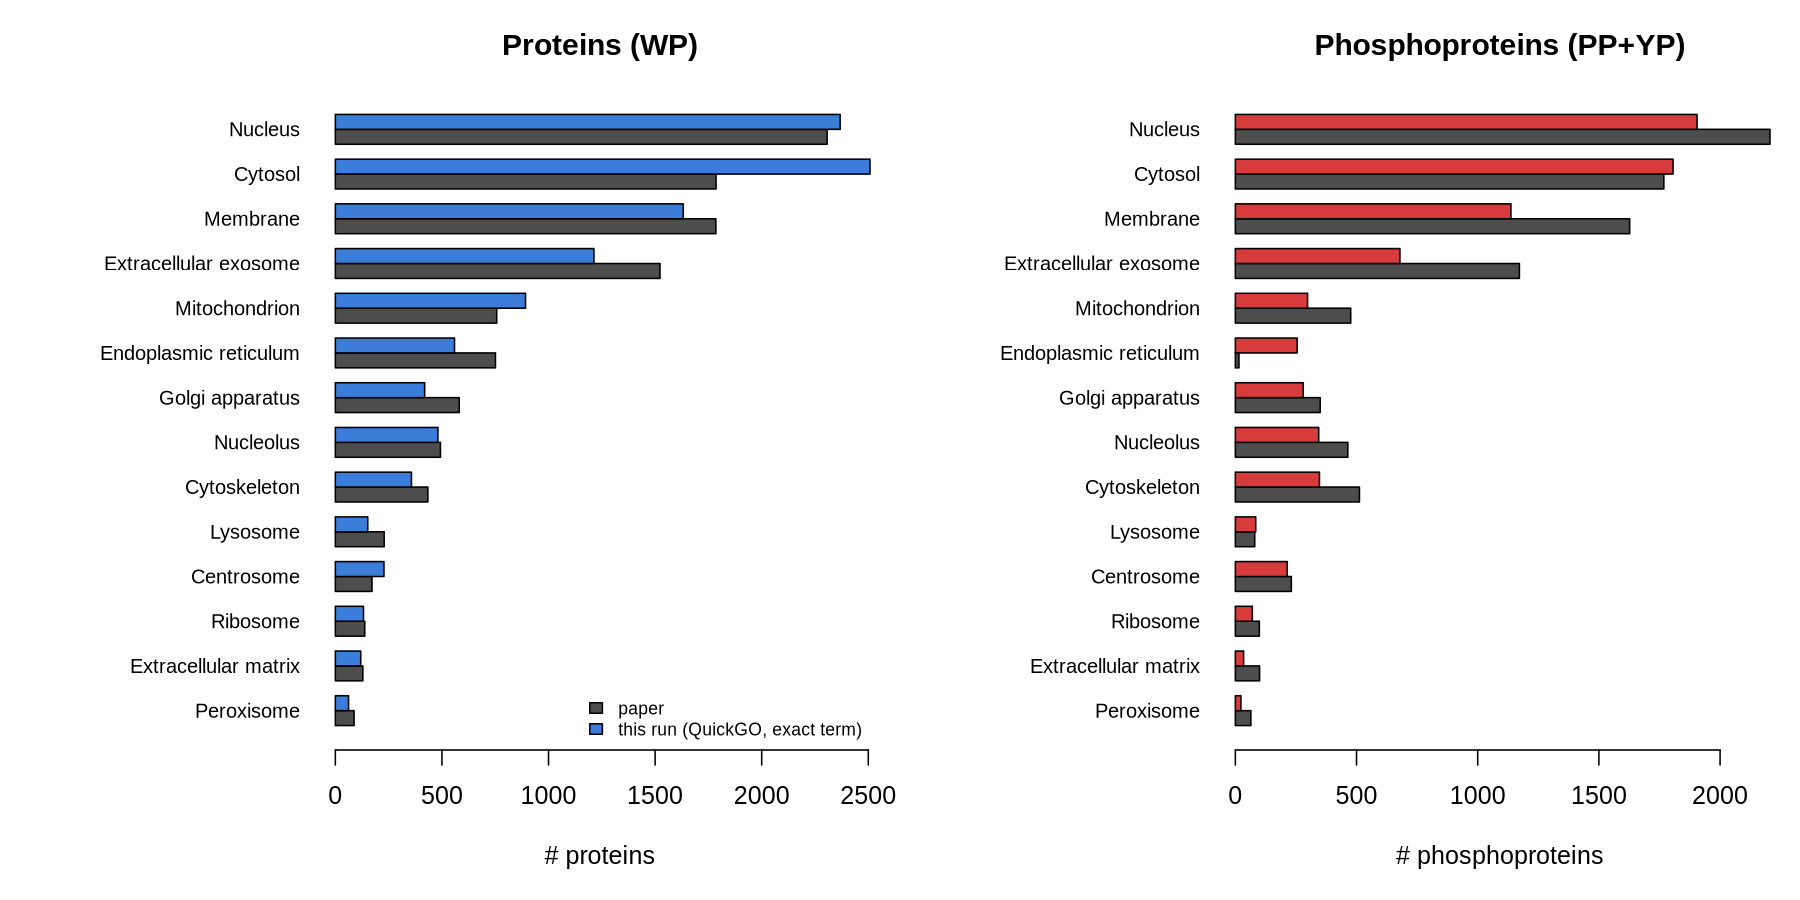 Proteins (WP)
Nucleus
Cytosol
Membrane
Extracellular exosome
Mitochondrion
Endoplasmic reticulum
Golgi apparatus
Nucleolus
Cytoskeleton
Lysosome
Centrosome
Ribosome
Extracellular matrix
Peroxisome
paper
this run (QuickGO, exact term)
0 500 1000 1500 2000 2500
# proteins
Phosphoproteins (PP+YP)
Nucleus
Cytosol
Membrane
Extracellular exosome
Mitochondrion
Endoplasmic reticulum
Golgi apparatus
Nucleolus
Cytoskeleton
Lysosome
Centrosome
Ribosome
Extracellular matrix
Peroxisome
0 500 1000 1500 2000
# phosphoproteins